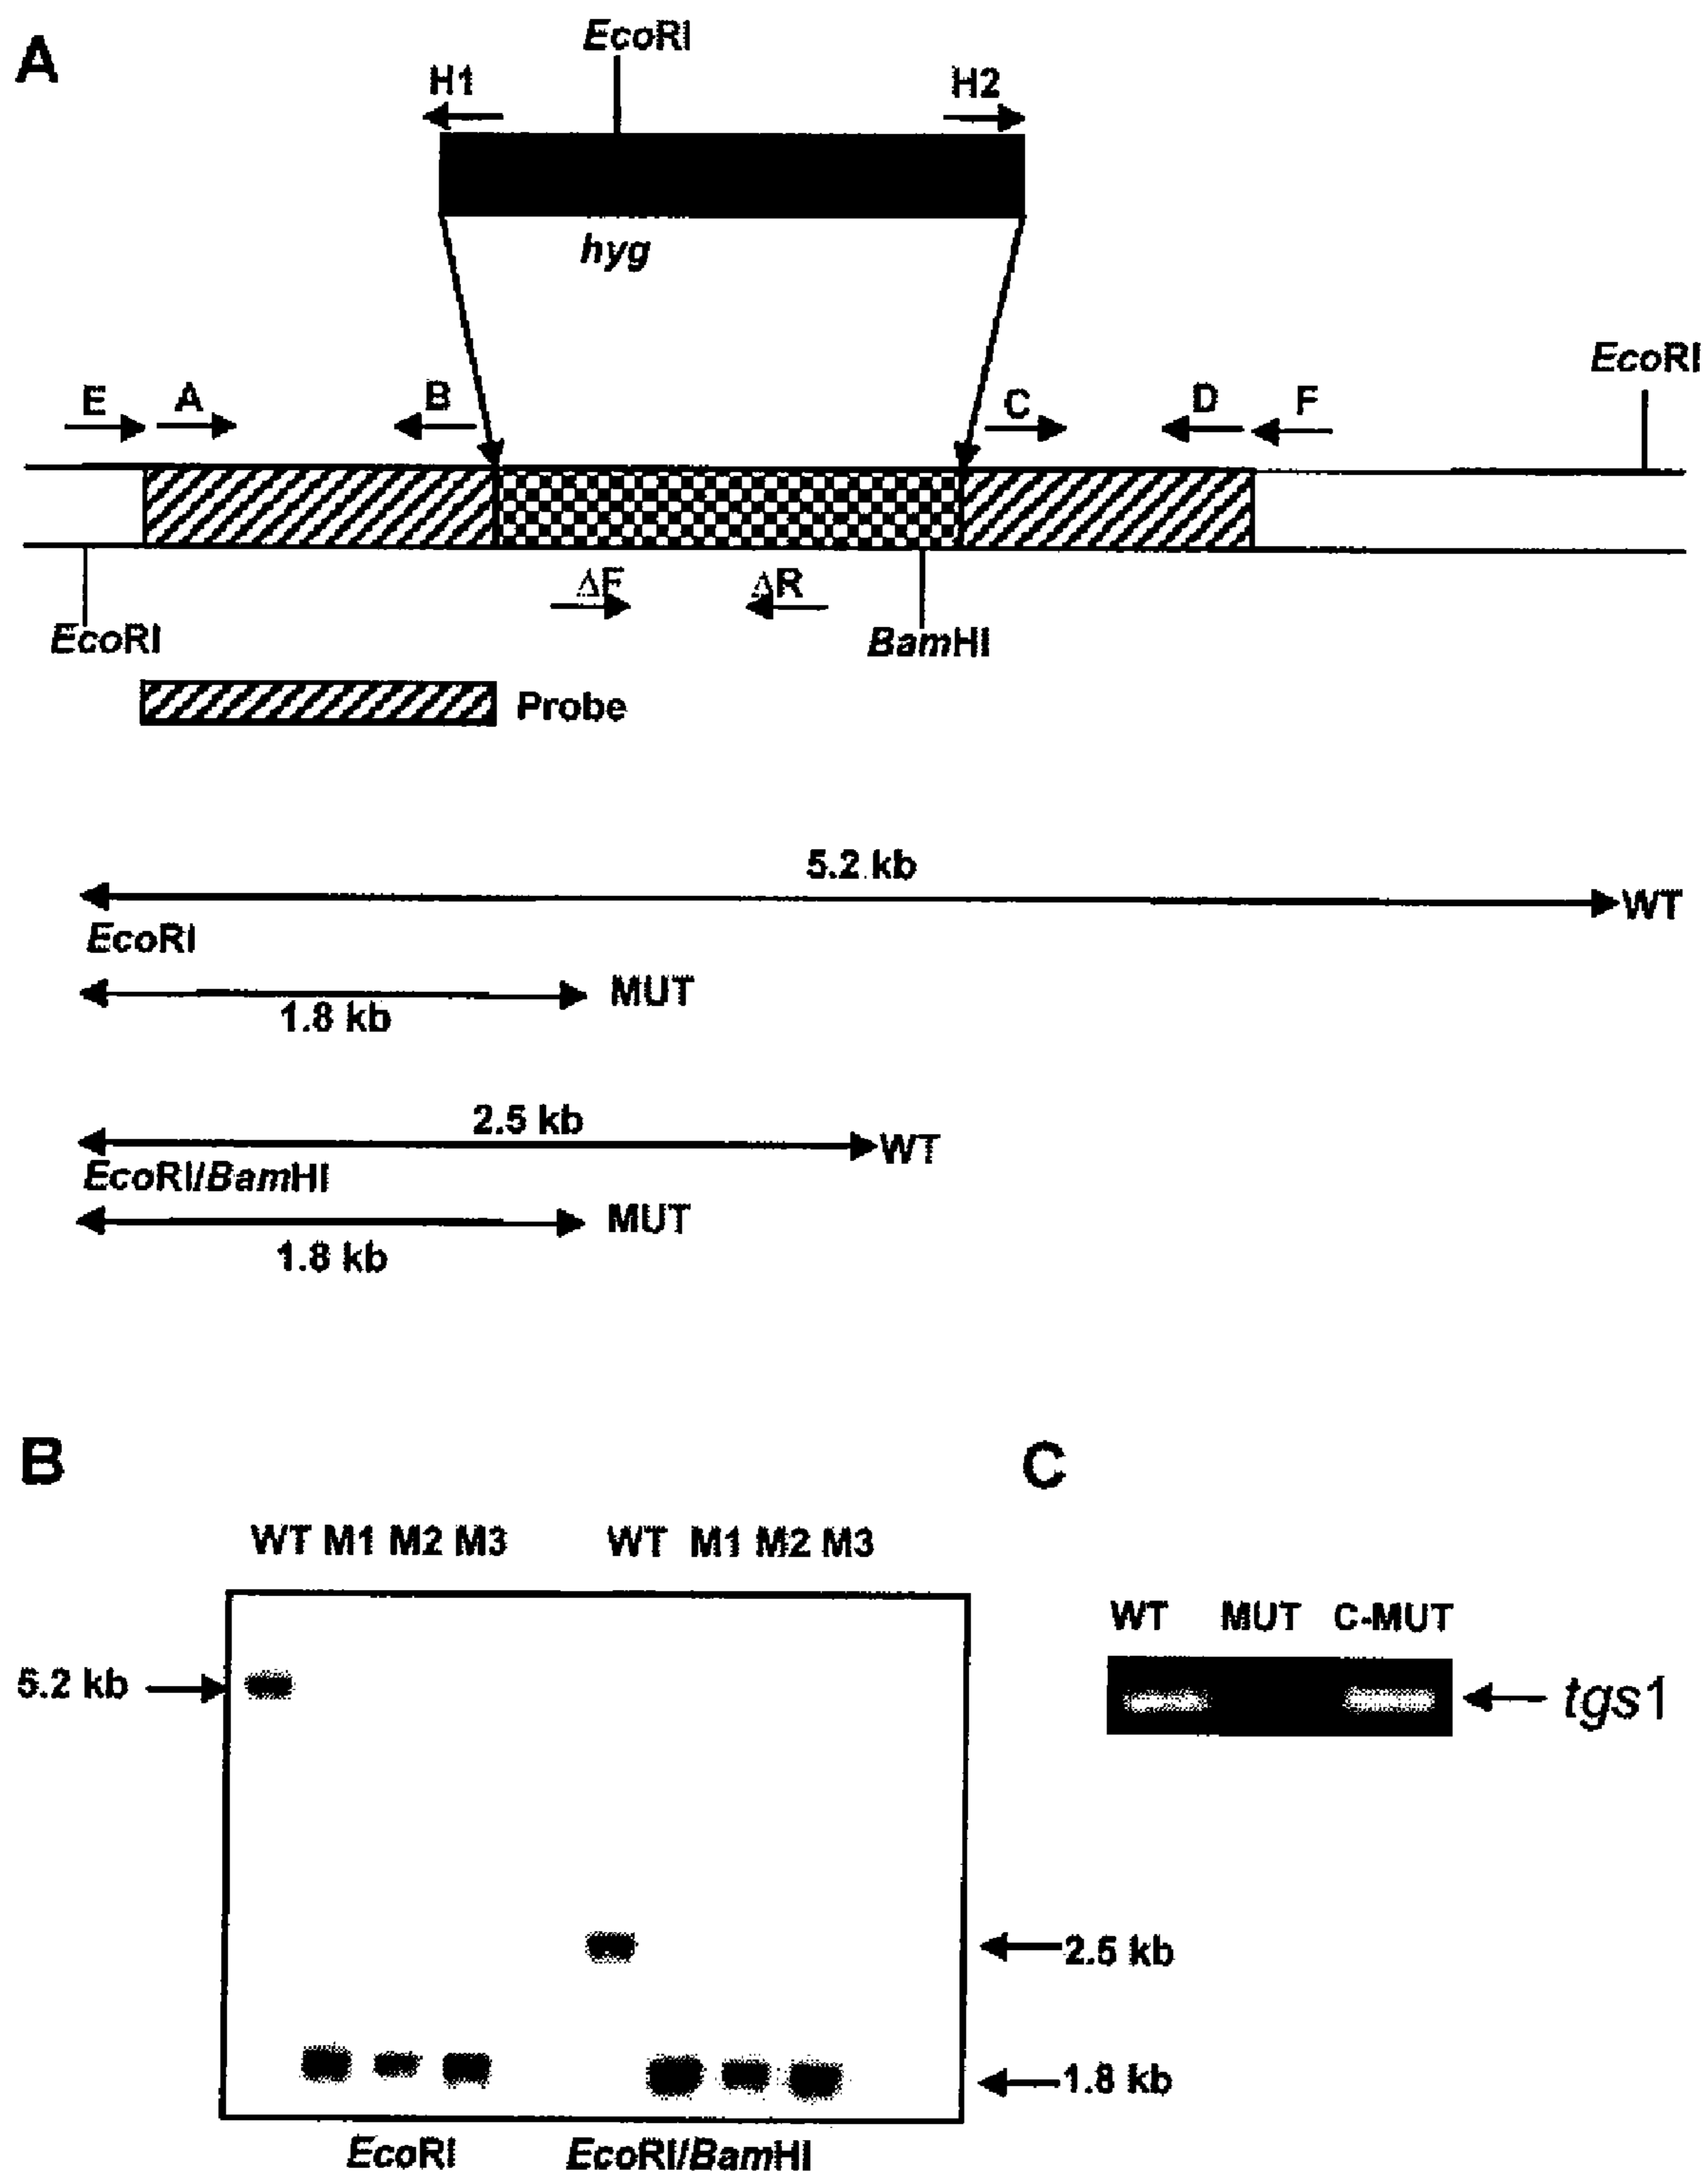 A
EcoRI
H1
H2
hyg
EcoRI
E A B C D F
ΔF ΔR
EcoRI
BamHI
Probe
5.2 kb
WT
EcoRI
MUT
1.8 kb
2.5 kb
WT
EcoRI/BamHI
MUT
1.8 kb
B
WT M1 M2 M3 WT M1 M2 M3
5.2 kb
2.5 kb
1.8 kb
EcoRI EcoRI/BamHI
C
WT MUT C-MUT
tgs1